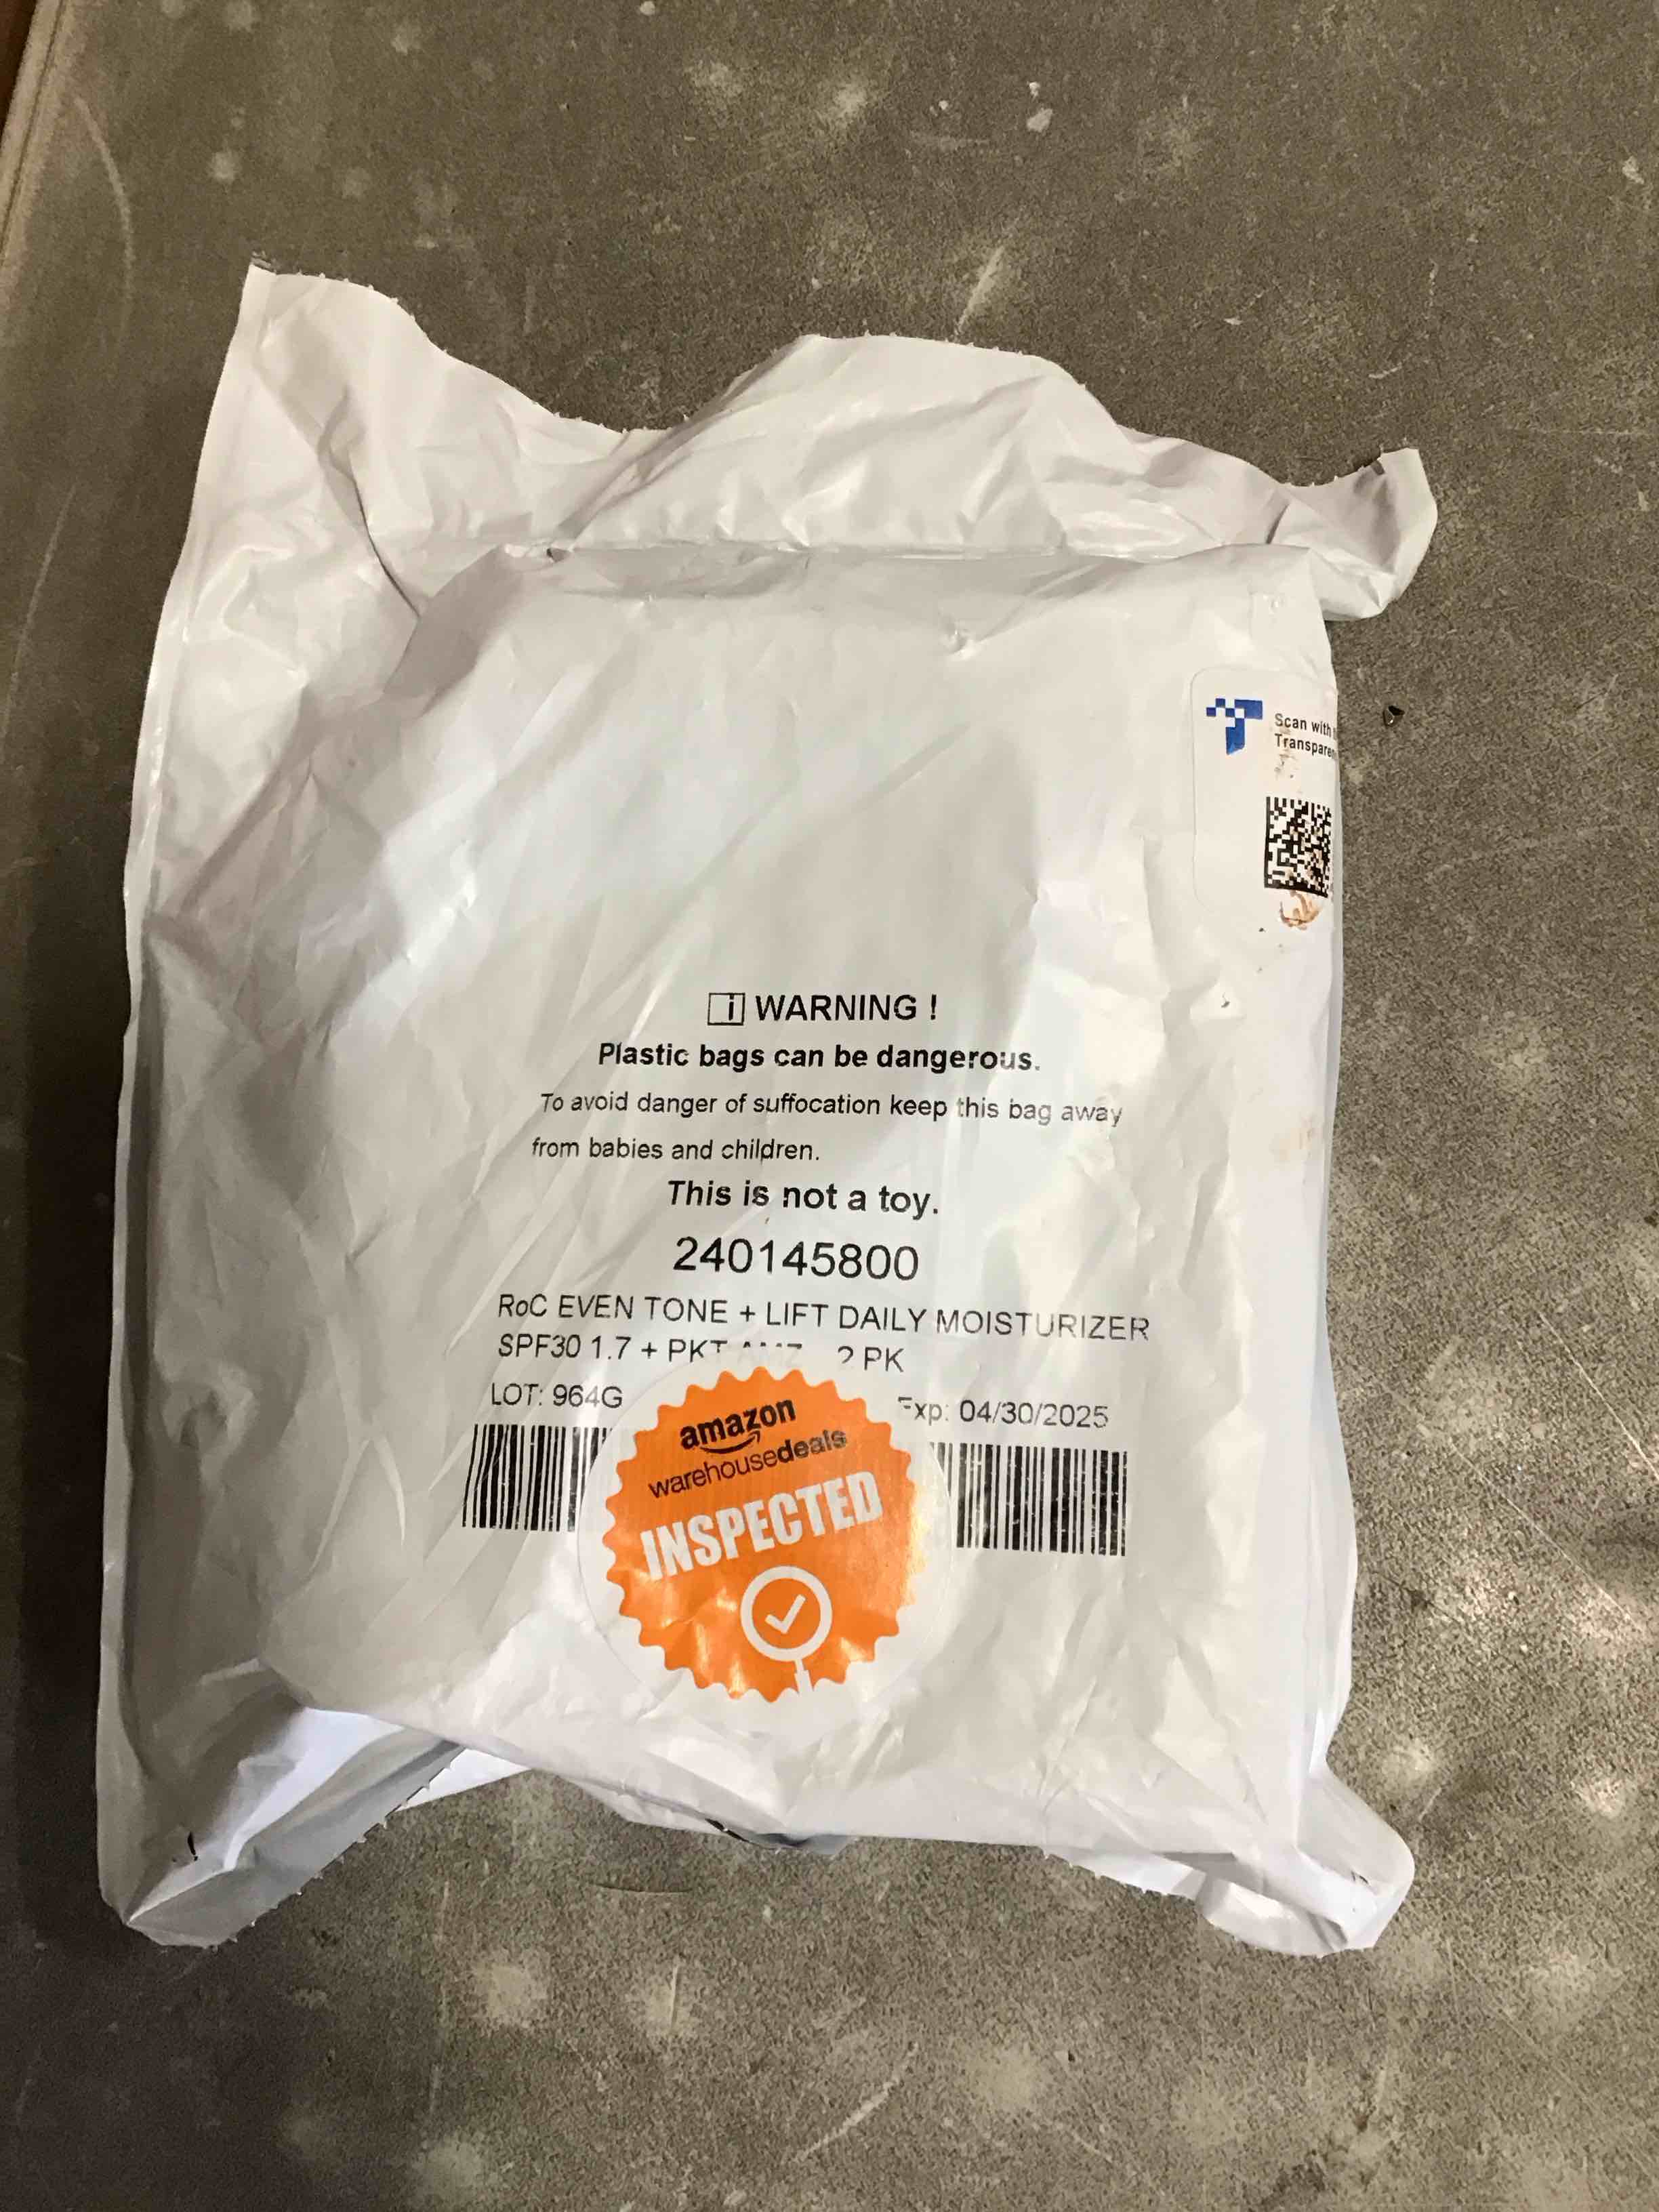 Scan with
WARNING !
Plastic bags can be dangerous.
To avoid danger of suffocation keep this bag away
from babies and children.
This is not a toy.
240145800
RoC EVEN TONE + LIFT DAILY MOISTURIZER
SPF30 1.7 + PKT 2 PK
LOT: 964G
Exp: 04/30/2025
amazon
warehousedeals
INSPECTED